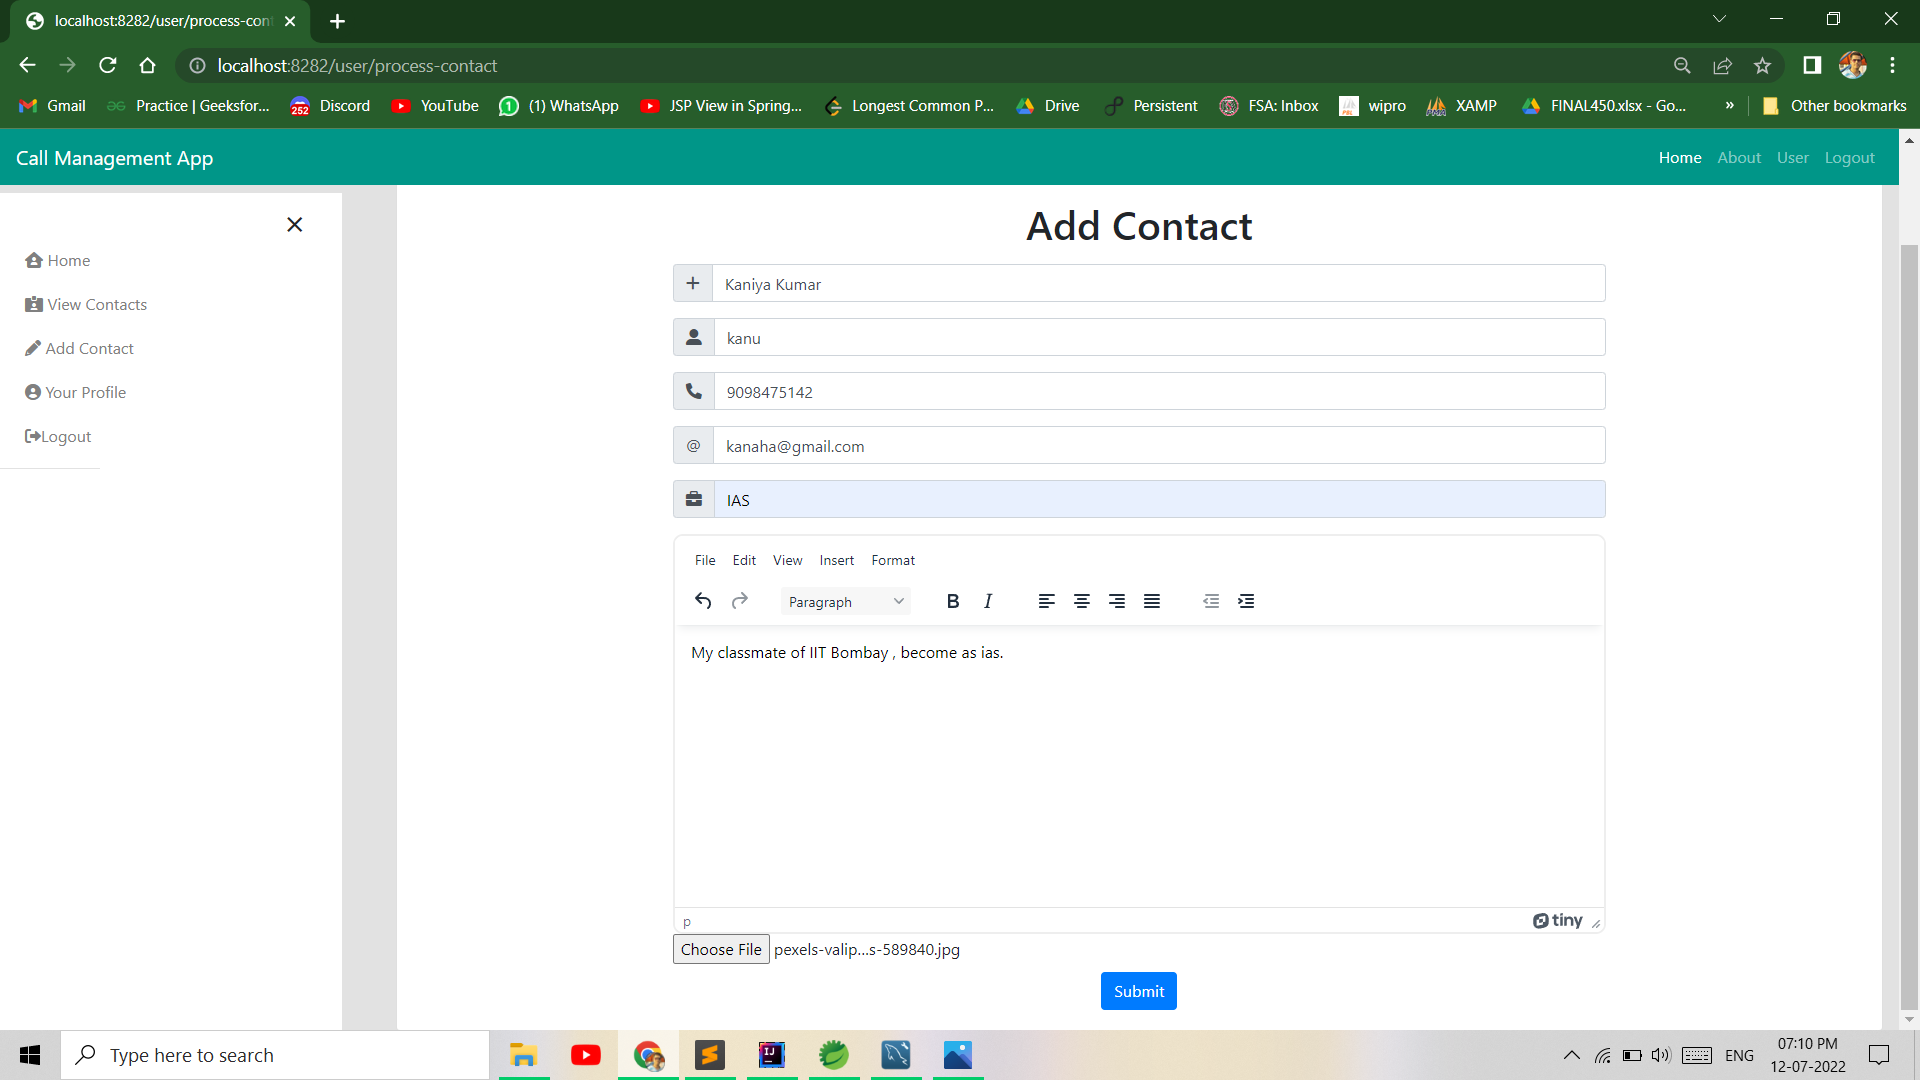 localhost:8282/user/process-cont
localhost:8282/user/process-contact
Gmail Practice | Geeksfor... 252 Discord YouTube (1) WhatsApp JSP View in Spring... Longest Common P... Drive Persistent FSA: Inbox wipro XAMP FINAL450.xlsx - Go... » Other bookmarks
Call Management App Home About User Logout
Home
View Contacts
Add Contact
Your Profile
Logout
Add Contact
Kaniya Kumar
kanu
9098475142
@ kanaha@gmail.com
IAS
File Edit View Insert Format
Paragraph B I
My classmate of IIT Bombay , become as ias.
p tiny
Choose File pexels-valip...s-589840.jpg
Submit
Type here to search
ENG
07:10 PM
12-07-2022